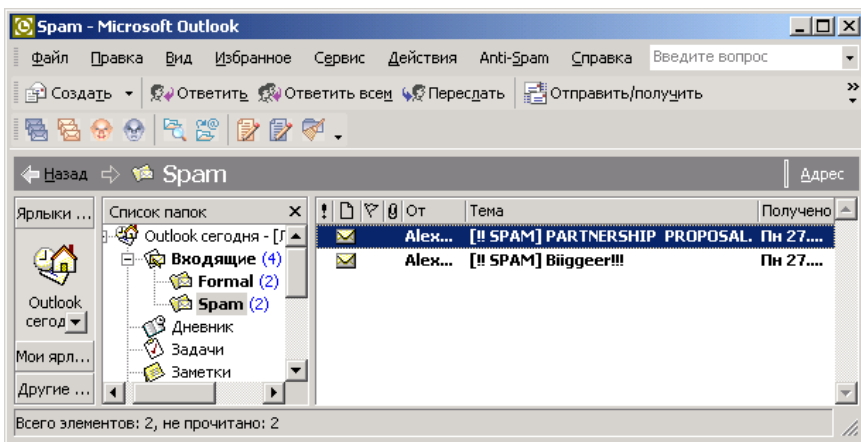 Spam - Microsoft Outlook
Файл Правка Вид Избранное Сервис Действия Anti-Spam Справка Введите вопрос
Создать Ответить Ответить всем Переслать Отправить/получить
Назад Spam Адрес
Ярлыки ... Список папок От Тема Получено
Outlook сегодня - [Л Alex... [!! SPAM] PARTNERSHIP PROPOSAL. Пн 27....
Входящие (4) Alex... [!! SPAM] Biiggeer!!! Пн 27....
Formal (2)
Outlook Spam (2)
сегод Дневник
Задачи
Мои ярл... Заметки
Другие ...
Всего элементов: 2, не прочитано: 2